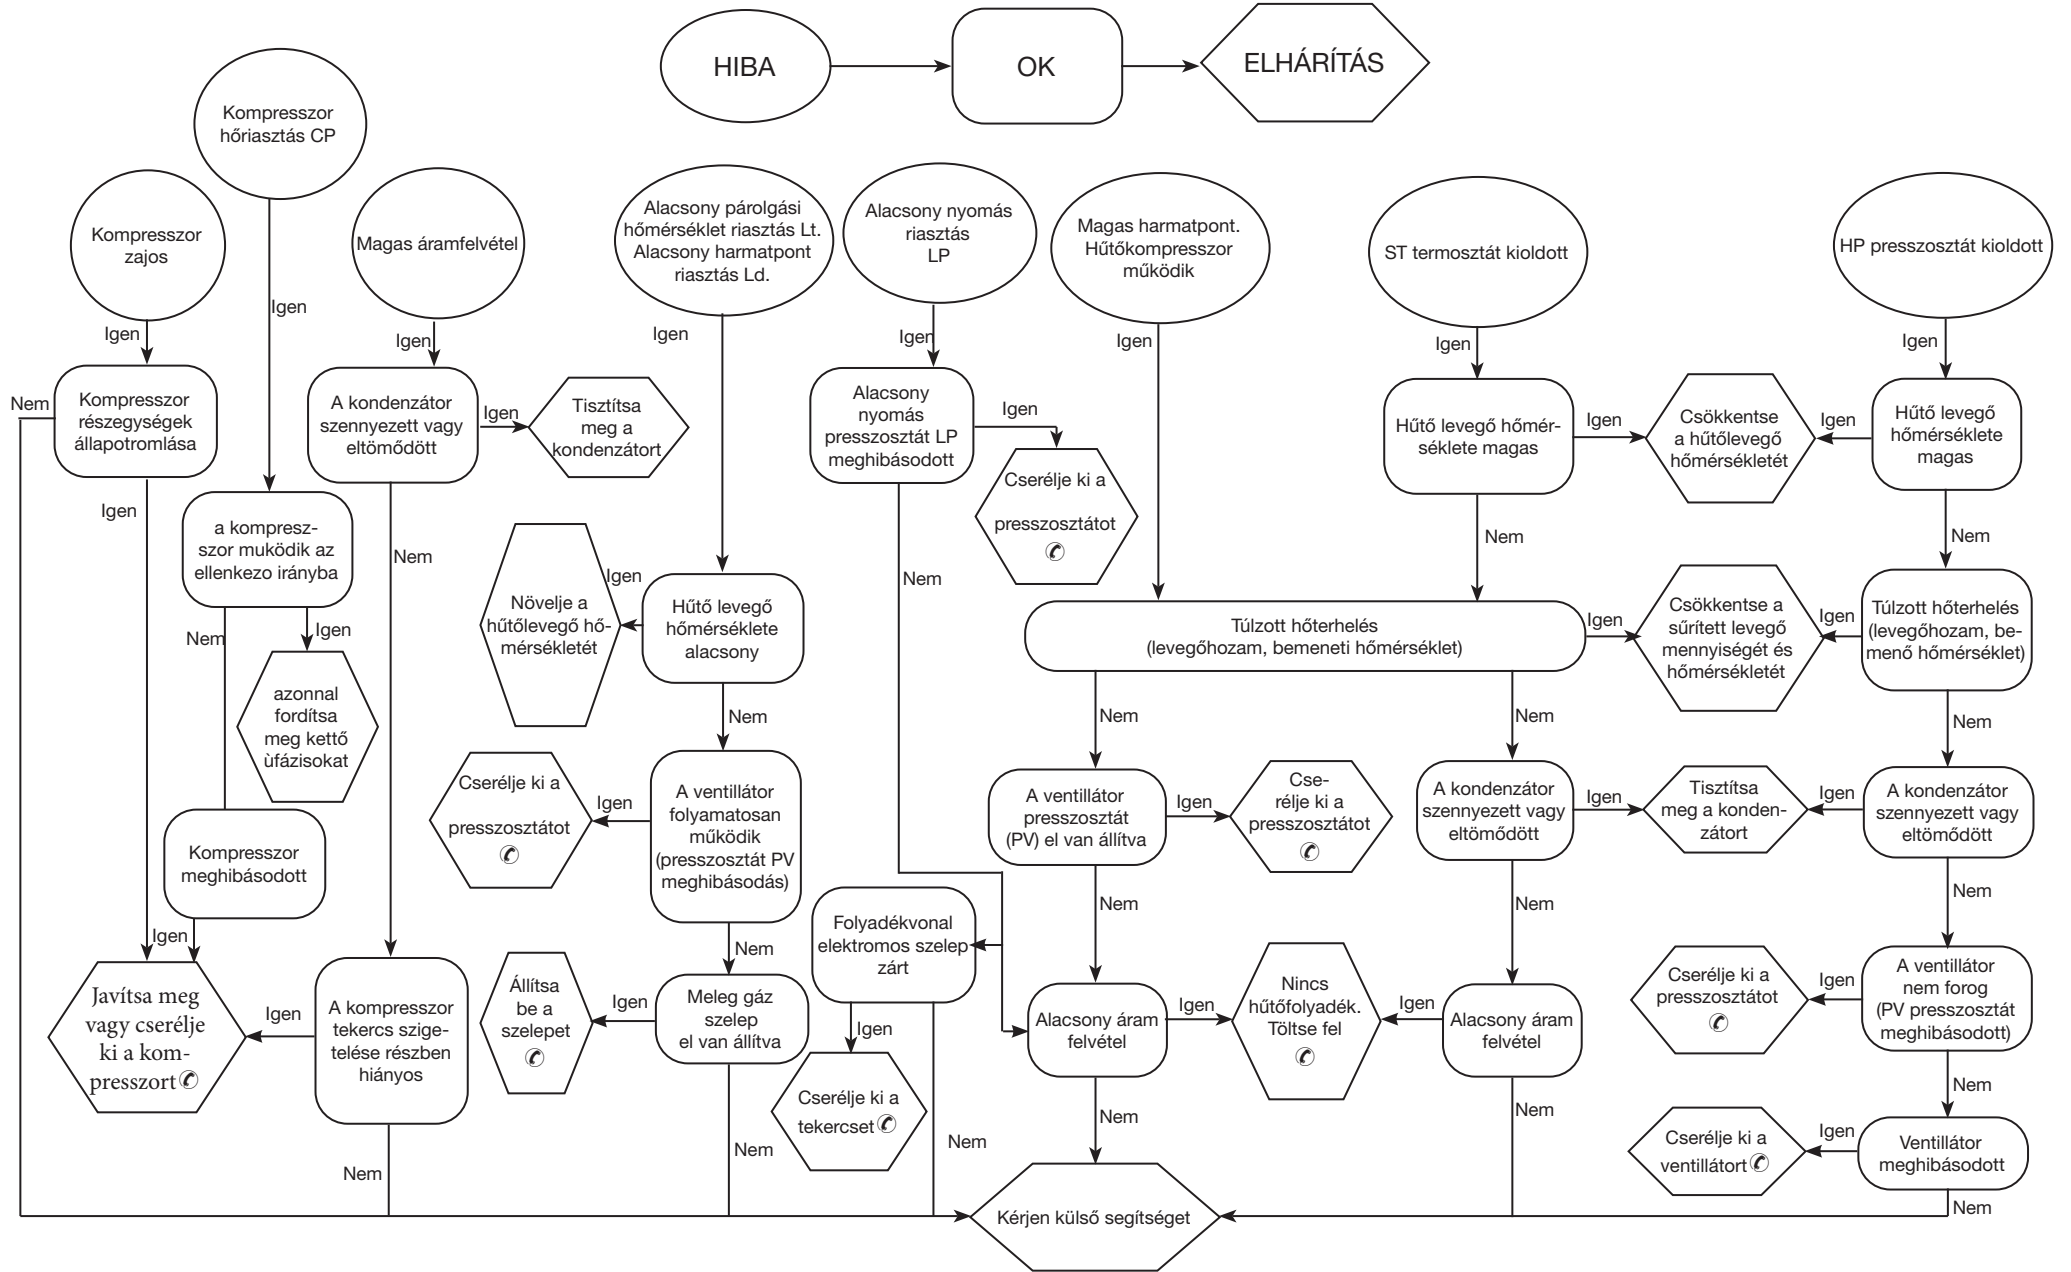 HIBA
OK
ELHÁRÍTÁS
Kompresszor
hőriasztás CP
Kompresszor
zajos
Magas áramfelvétel
Alacsony párolgási
hőmérséklet riasztás Lt.
Alacsony harmatpont
riasztás Ld.
Alacsony nyomás
riasztás
LP
Magas harmatpont.
Hűtőkompresszor
működik
ST termosztát kioldott
HP presszosztát kioldott
Igen
Igen
Igen
Igen
Igen
Igen
Igen
Igen
Nem
Kompresszor
részegységek
állapotromlása
A kondenzátor
szennyezett vagy
eltömődött
Igen
Tisztítsa
meg a
kondenzátort
Alacsony
nyomás
presszosztát LP
meghibásodott
Igen
Cserélje ki a
presszosztátot
✆
Hűtő levegő hőmér-
séklete magas
Igen
Csökkentse
a hűtőlevegő
hőmérsékletét
Igen
Hűtő levegő
hőmérséklete
magas
Igen
a kompresz-
szor muködik az
ellenkezo irányba
Nem
Nem
Nem
Nem
Növelje a
hűtőlevegő hő-
mérsékletét
Igen
Hűtő levegő
hőmérséklete
alacsony
Nem
Igen
azonnal
fordítsa
meg kettő
ùfázisokat
Túlzott hőterhelés
(levegőhozam, bemeneti hőmérséklet)
Igen
Csökkentse a
sűrített levegő
mennyiségét és
hőmérsékletét
Igen
Túlzott hőterhelés
(levegőhozam, be-
menő hőmérséklet)
Nem
Nem
Nem
Nem
Cserélje ki a
presszosztátot
✆
Igen
A ventillátor
folyamatosan
működik
(presszosztát PV
meghibásodás)
A ventillátor
presszosztát
(PV) el van állítva
Igen
Cse-
rélje ki a
presszosztátot
✆
A kondenzátor
szennyezett vagy
eltömődött
Igen
Tisztítsa
meg a konden-
zátort
Igen
A kondenzátor
szennyezett vagy
eltömődött
Kompresszor
meghibásodott
Igen
Nem
Nem
Nem
Nem
Folyadékvonal
elektromos szelep
zárt
Javítsa meg
vagy cserélje
ki a kom-
presszort ✆
Igen
A kompresszor
tekercs szige-
telése részben
hiányos
Állítsa
be a
szelepet
✆
Igen
Meleg gáz
szelep
el van állítva
Igen
Cserélje ki a
tekercset ✆
Alacsony áram
felvétel
Igen
Nincs
hűtőfolyadék.
Töltse fel
✆
Igen
Alacsony áram
felvétel
Cserélje ki a
presszosztátot
✆
Igen
A ventillátor
nem forog
(PV presszosztát
meghibásodott)
Nem
Nem
Nem
Nem
Nem
Nem
Cserélje ki a
ventillátort ✆
Igen
Ventillátor
meghibásodott
Nem
Kérjen külső segítséget